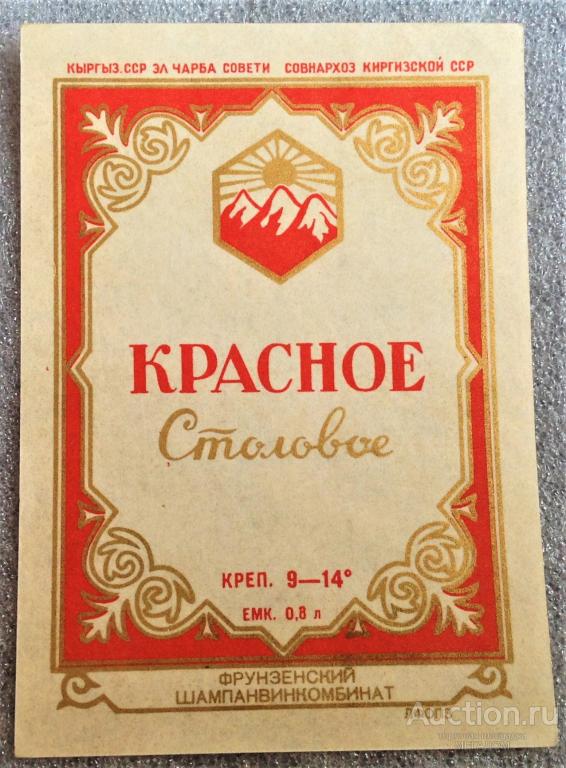 КЫРГЫЗ.ССР ЭЛ ЧАРБА СОВЕТИ СОВНАРХОЗ КИРГИЗСКОЙ ССР
КРАСНОЕ
Столовое
КРЕП. 9—14°
ЕМК. 0,8 л
ФРУНЗЕНСКИЙ
ШАМПАНВИНКОМБИНАТ
Auction.ru